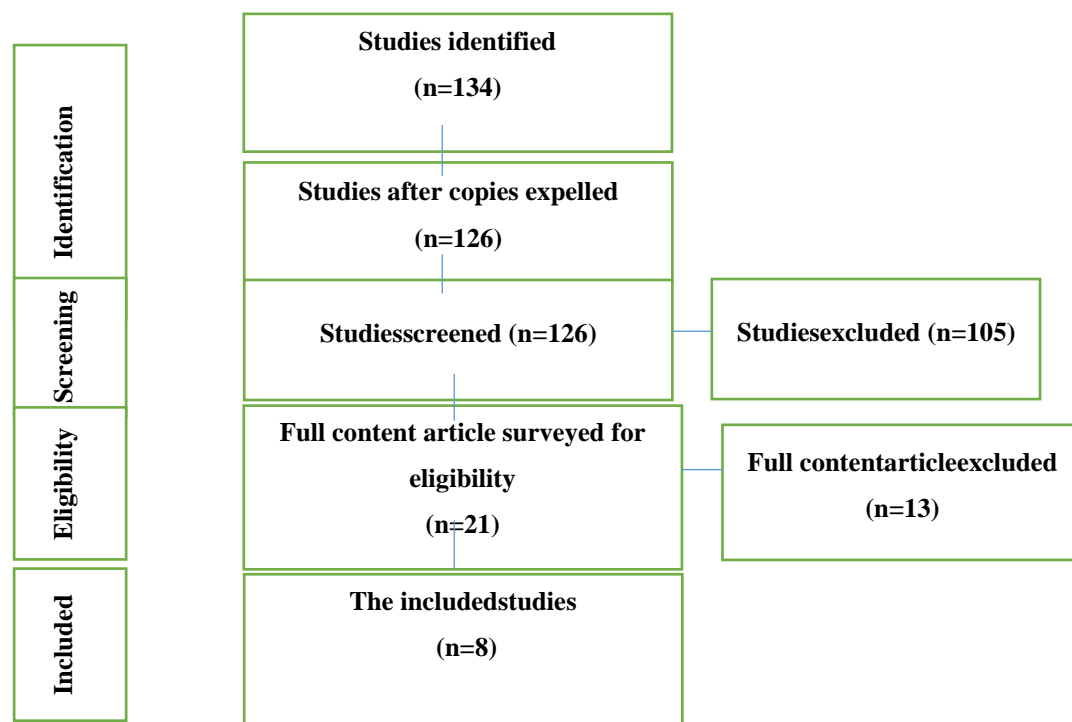 Identification
Studies identified
(n=134)
Studies after copies expelled
(n=126)
Screening
Studiesscreened (n=126)
Studiesexcluded (n=105)
Eligibility
Full content article surveyed for
eligibility
(n=21)
Full contentarticleexcluded
(n=13)
Included
The includedstudies
(n=8)